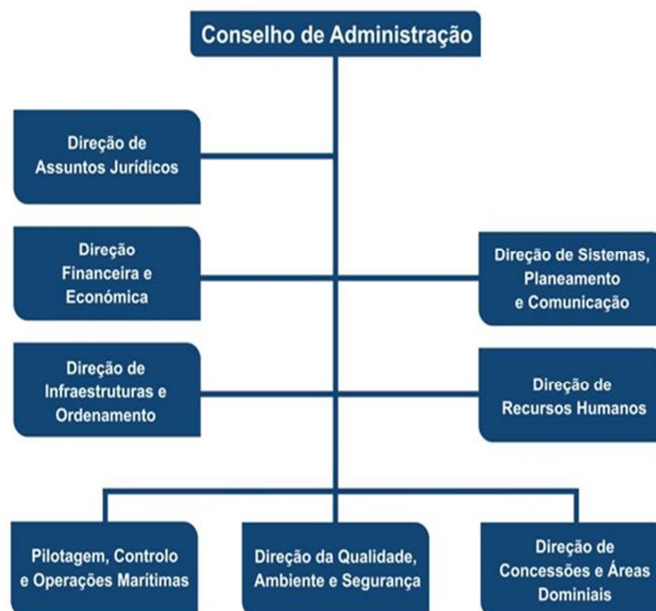 Conselho de Administração
Direção de
Assuntos Jurídicos
Direção
Financeira e
Económica
Direção de Sistemas,
Planeamento
e Comunicação
Direção de
Infraestruturas e
Ordenamento
Direção de
Recursos Humanos
Pilotagem, Controlo
e Operações Marítimas
Direção da Qualidade,
Ambiente e Segurança
Direção de
Concessões e Áreas
Dominiais